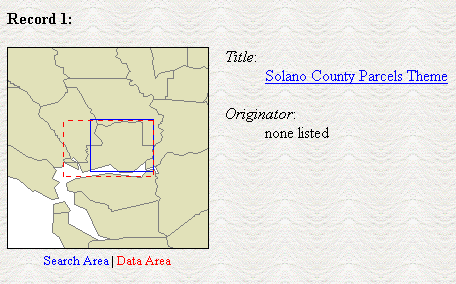 Record 1:
Title:
Solano County Parcels Theme
Originator:
none listed
Search Area | Data Area